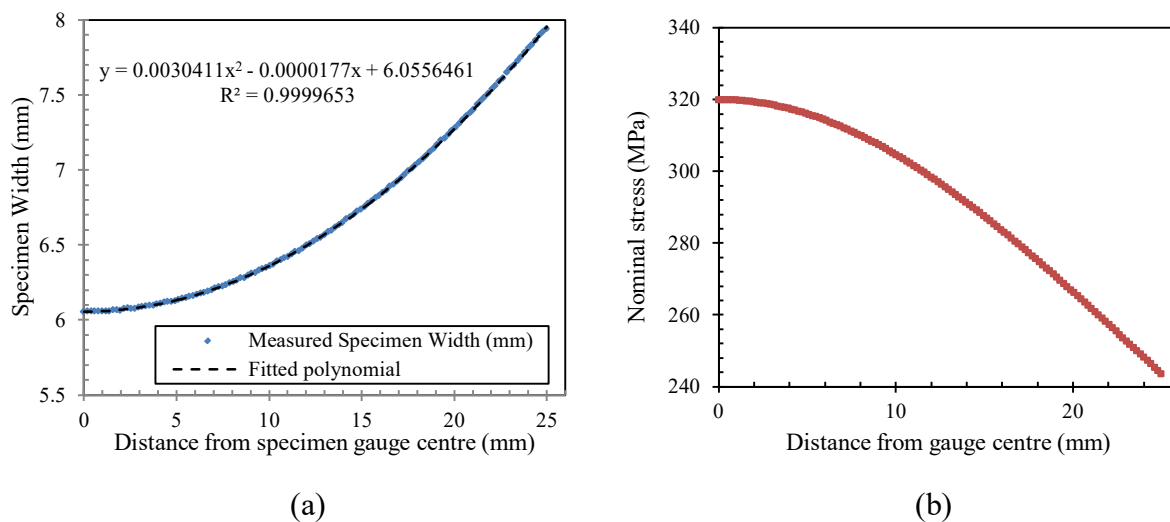 8
7.5
7
6.5
6
5.5
Specimen Width (mm)
y = 0.0030411x² - 0.0000177x + 6.0556461
R² = 0.9999653
Measured Specimen Width (mm)
Fitted polynomial
0 5 10 15 20 25
Distance from specimen gauge centre (mm)
(a)
340
320
300
280
260
240
Nominal stress (MPa)
0 10 20
Distance from gauge centre (mm)
(b)